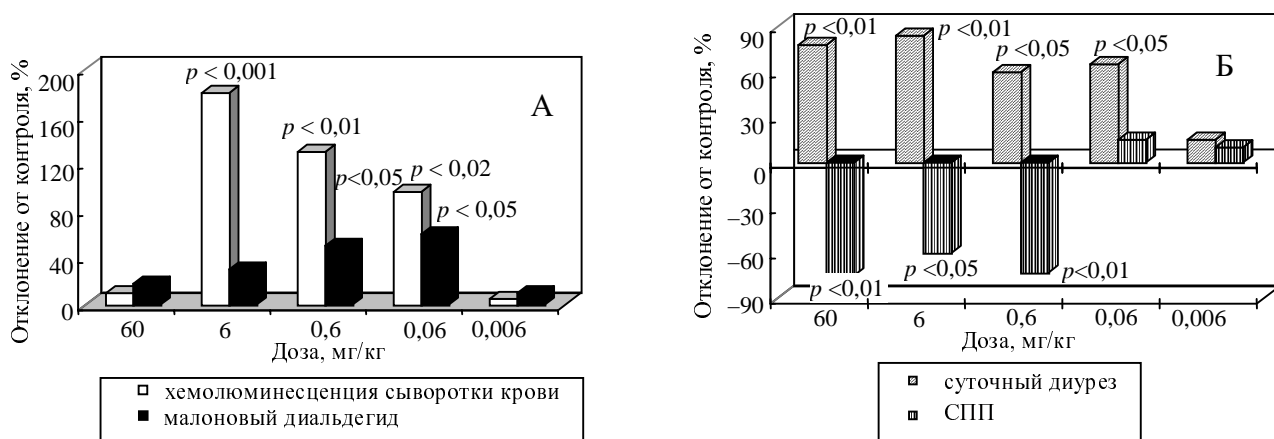 А
Отклонение от контроля, %
200
160
120
80
40
0
p < 0,001
p < 0,01
p<0,05
p < 0,02
p < 0,05
60 6 0,6 0,06 0,006
Доза, мг/кг
хемолюминесценция сыворотки крови
малоновый диальдегид
Б
Отклонение от контроля, %
90
60
30
0
–30
–60
–90
p <0,01
p <0,01
p <0,05
p <0,05
p <0,01
p <0,05
p <0,01
60 6 0,6 0,06 0,006
Доза, мг/кг
суточный диурез
СПП